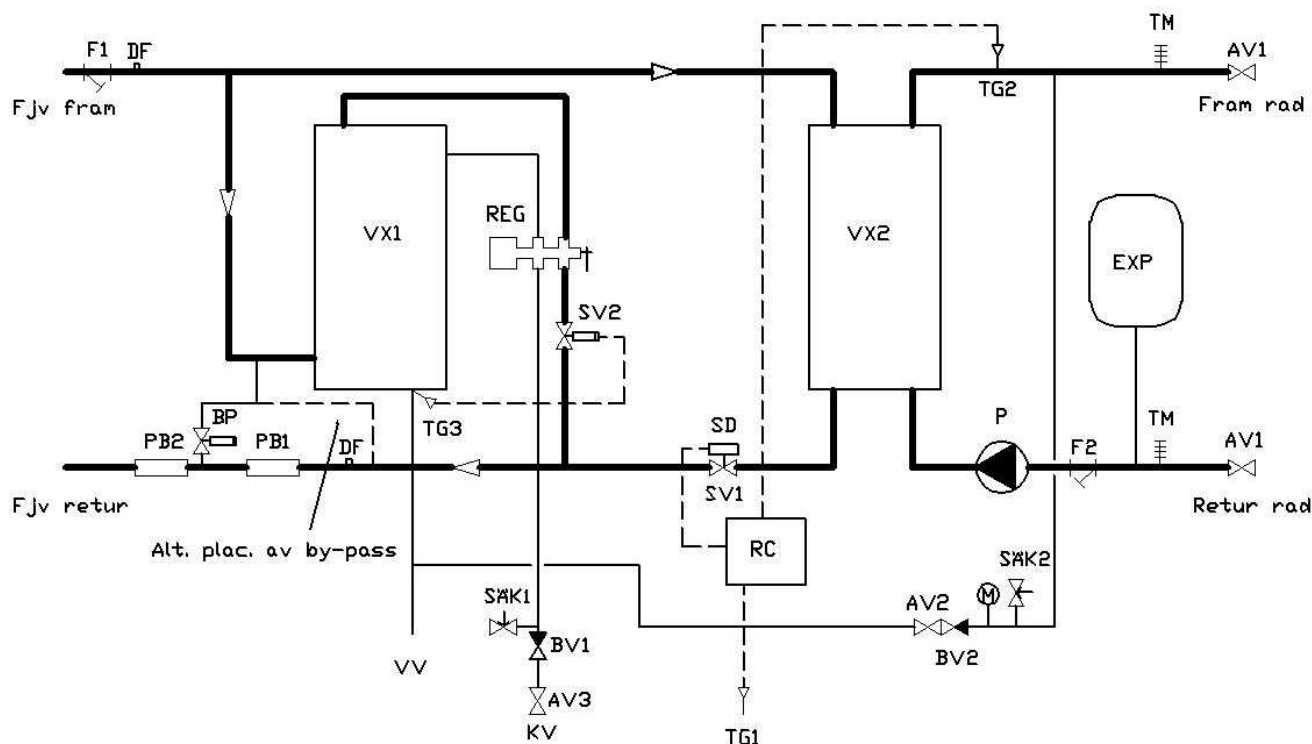 TM
F1
DF
AV1
Fjv fram
TG2
Fram rad
REG
VX1
VX2
EXP
SV2
TG3
BP
PB2
PB1
DF
SD
P
F2
TM
AV1
Fjv retur
SV1
Retur rad
Alt. plac. av by-pass
RC
SÄK2
SÄK1
AV2
M
BV1
BV2
VV
AV3
KV
TG1